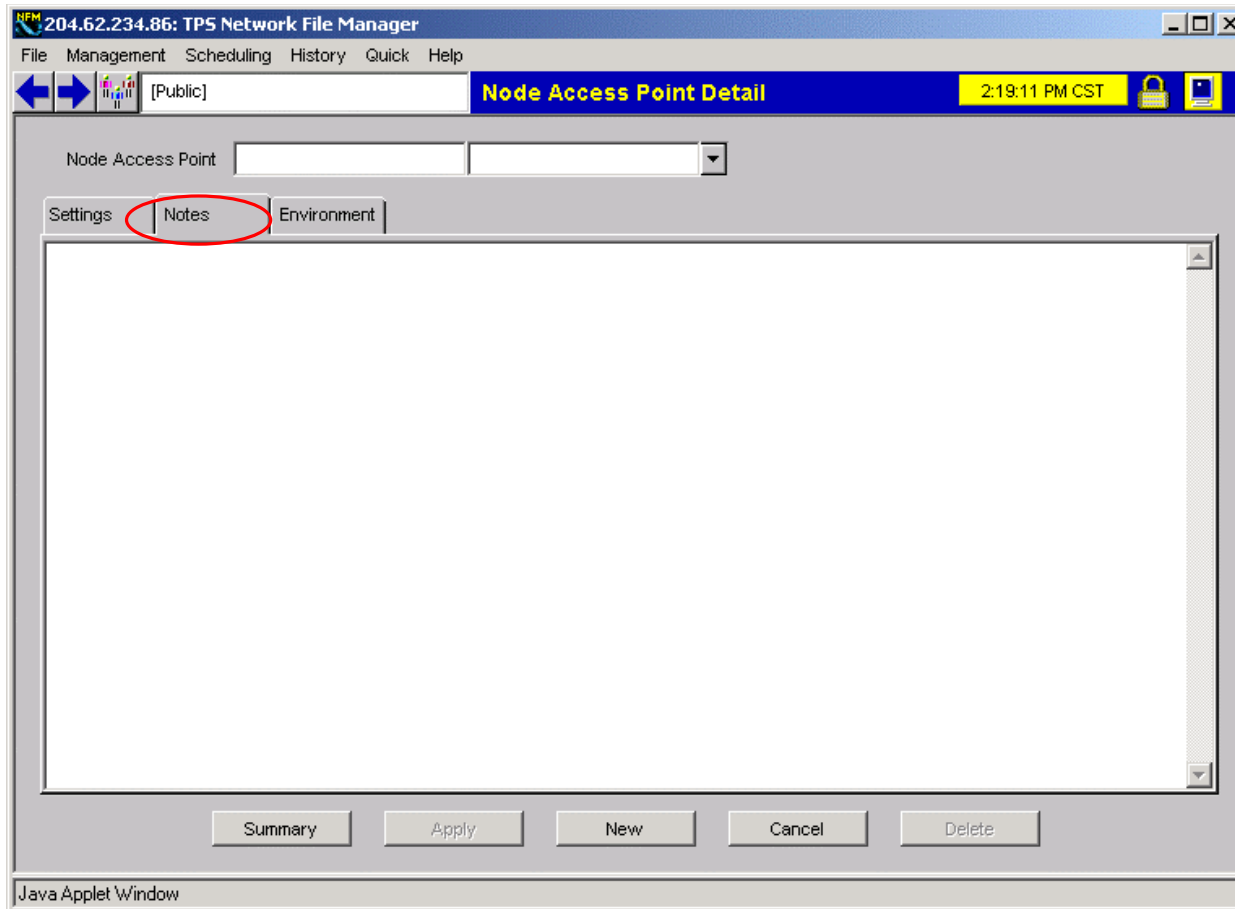 NFM 204.62.234.86: TPS Network File Manager
File Management Scheduling History Quick Help
[Public] Node Access Point Detail 2:19:11 PM CST
Node Access Point
Settings Notes Environment
Summary Apply New Cancel Delete
Java Applet Window